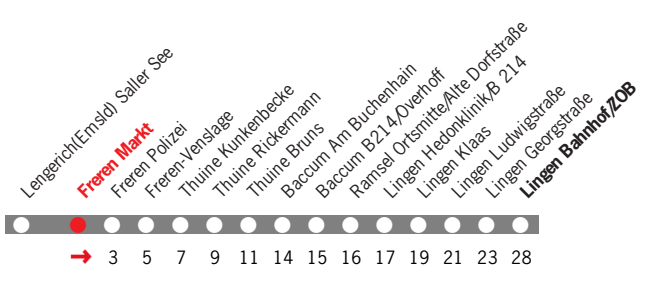 Lengerich(Emsld) Saller See
Freren Markt
Freren Polizei
Freren-Venslage
Thuine Kunkenbecke
Thuine Rickermann
Thuine Bruns
Baccum Am Buchenhain
Baccum B214/Overhoff
Ramsel Ortsmitte/Alte Dorfstraße
Lingen Hedonklinik/B 214
Lingen Klaas
Lingen Ludwigstraße
Lingen Georgstraße
Lingen Bahnhof/ZOB
→ 3 5 7 9 11 14 15 16 17 19 21 23 28